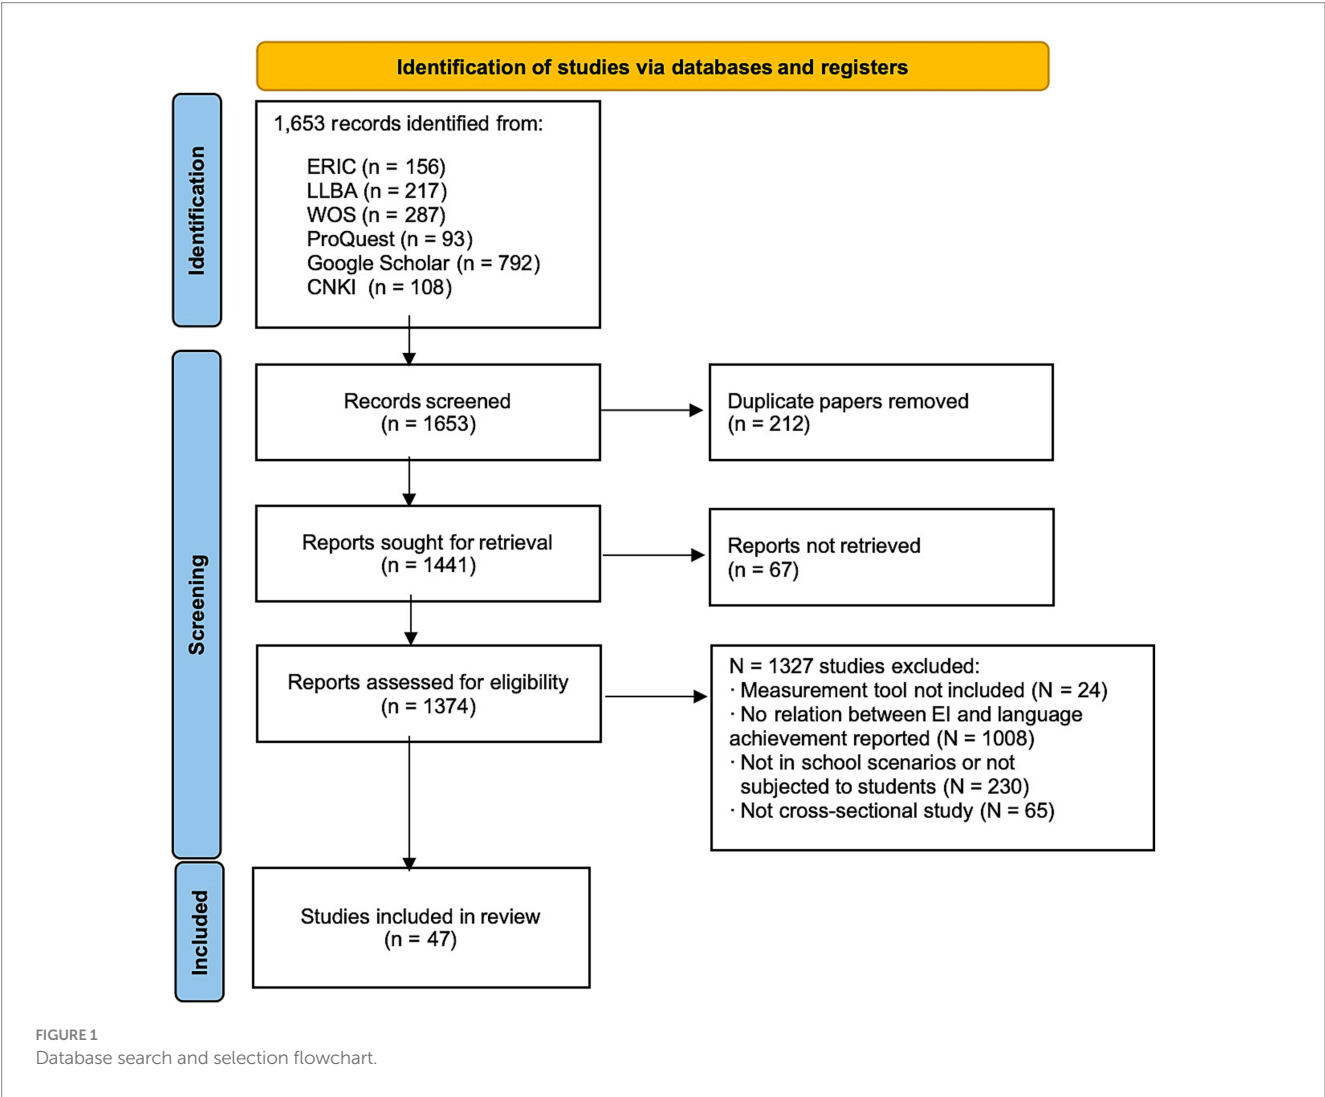 Identification of studies via databases and registers
Identification
1,653 records identified from:
ERIC (n = 156)
LLBA (n = 217)
WOS (n = 287)
ProQuest (n = 93)
Google Scholar (n = 792)
CNKI (n = 108)
Screening
Records screened
(n = 1653)
Duplicate papers removed
(n = 212)
Reports sought for retrieval
(n = 1441)
Reports not retrieved
(n = 67)
Reports assessed for eligibility
(n = 1374)
N = 1327 studies excluded:
· Measurement tool not included (N = 24)
· No relation between EI and language
achievement reported (N = 1008)
· Not in school scenarios or not
subjected to students (N = 230)
· Not cross-sectional study (N = 65)
Included
Studies included in review
(n = 47)
FIGURE 1
Database search and selection flowchart.